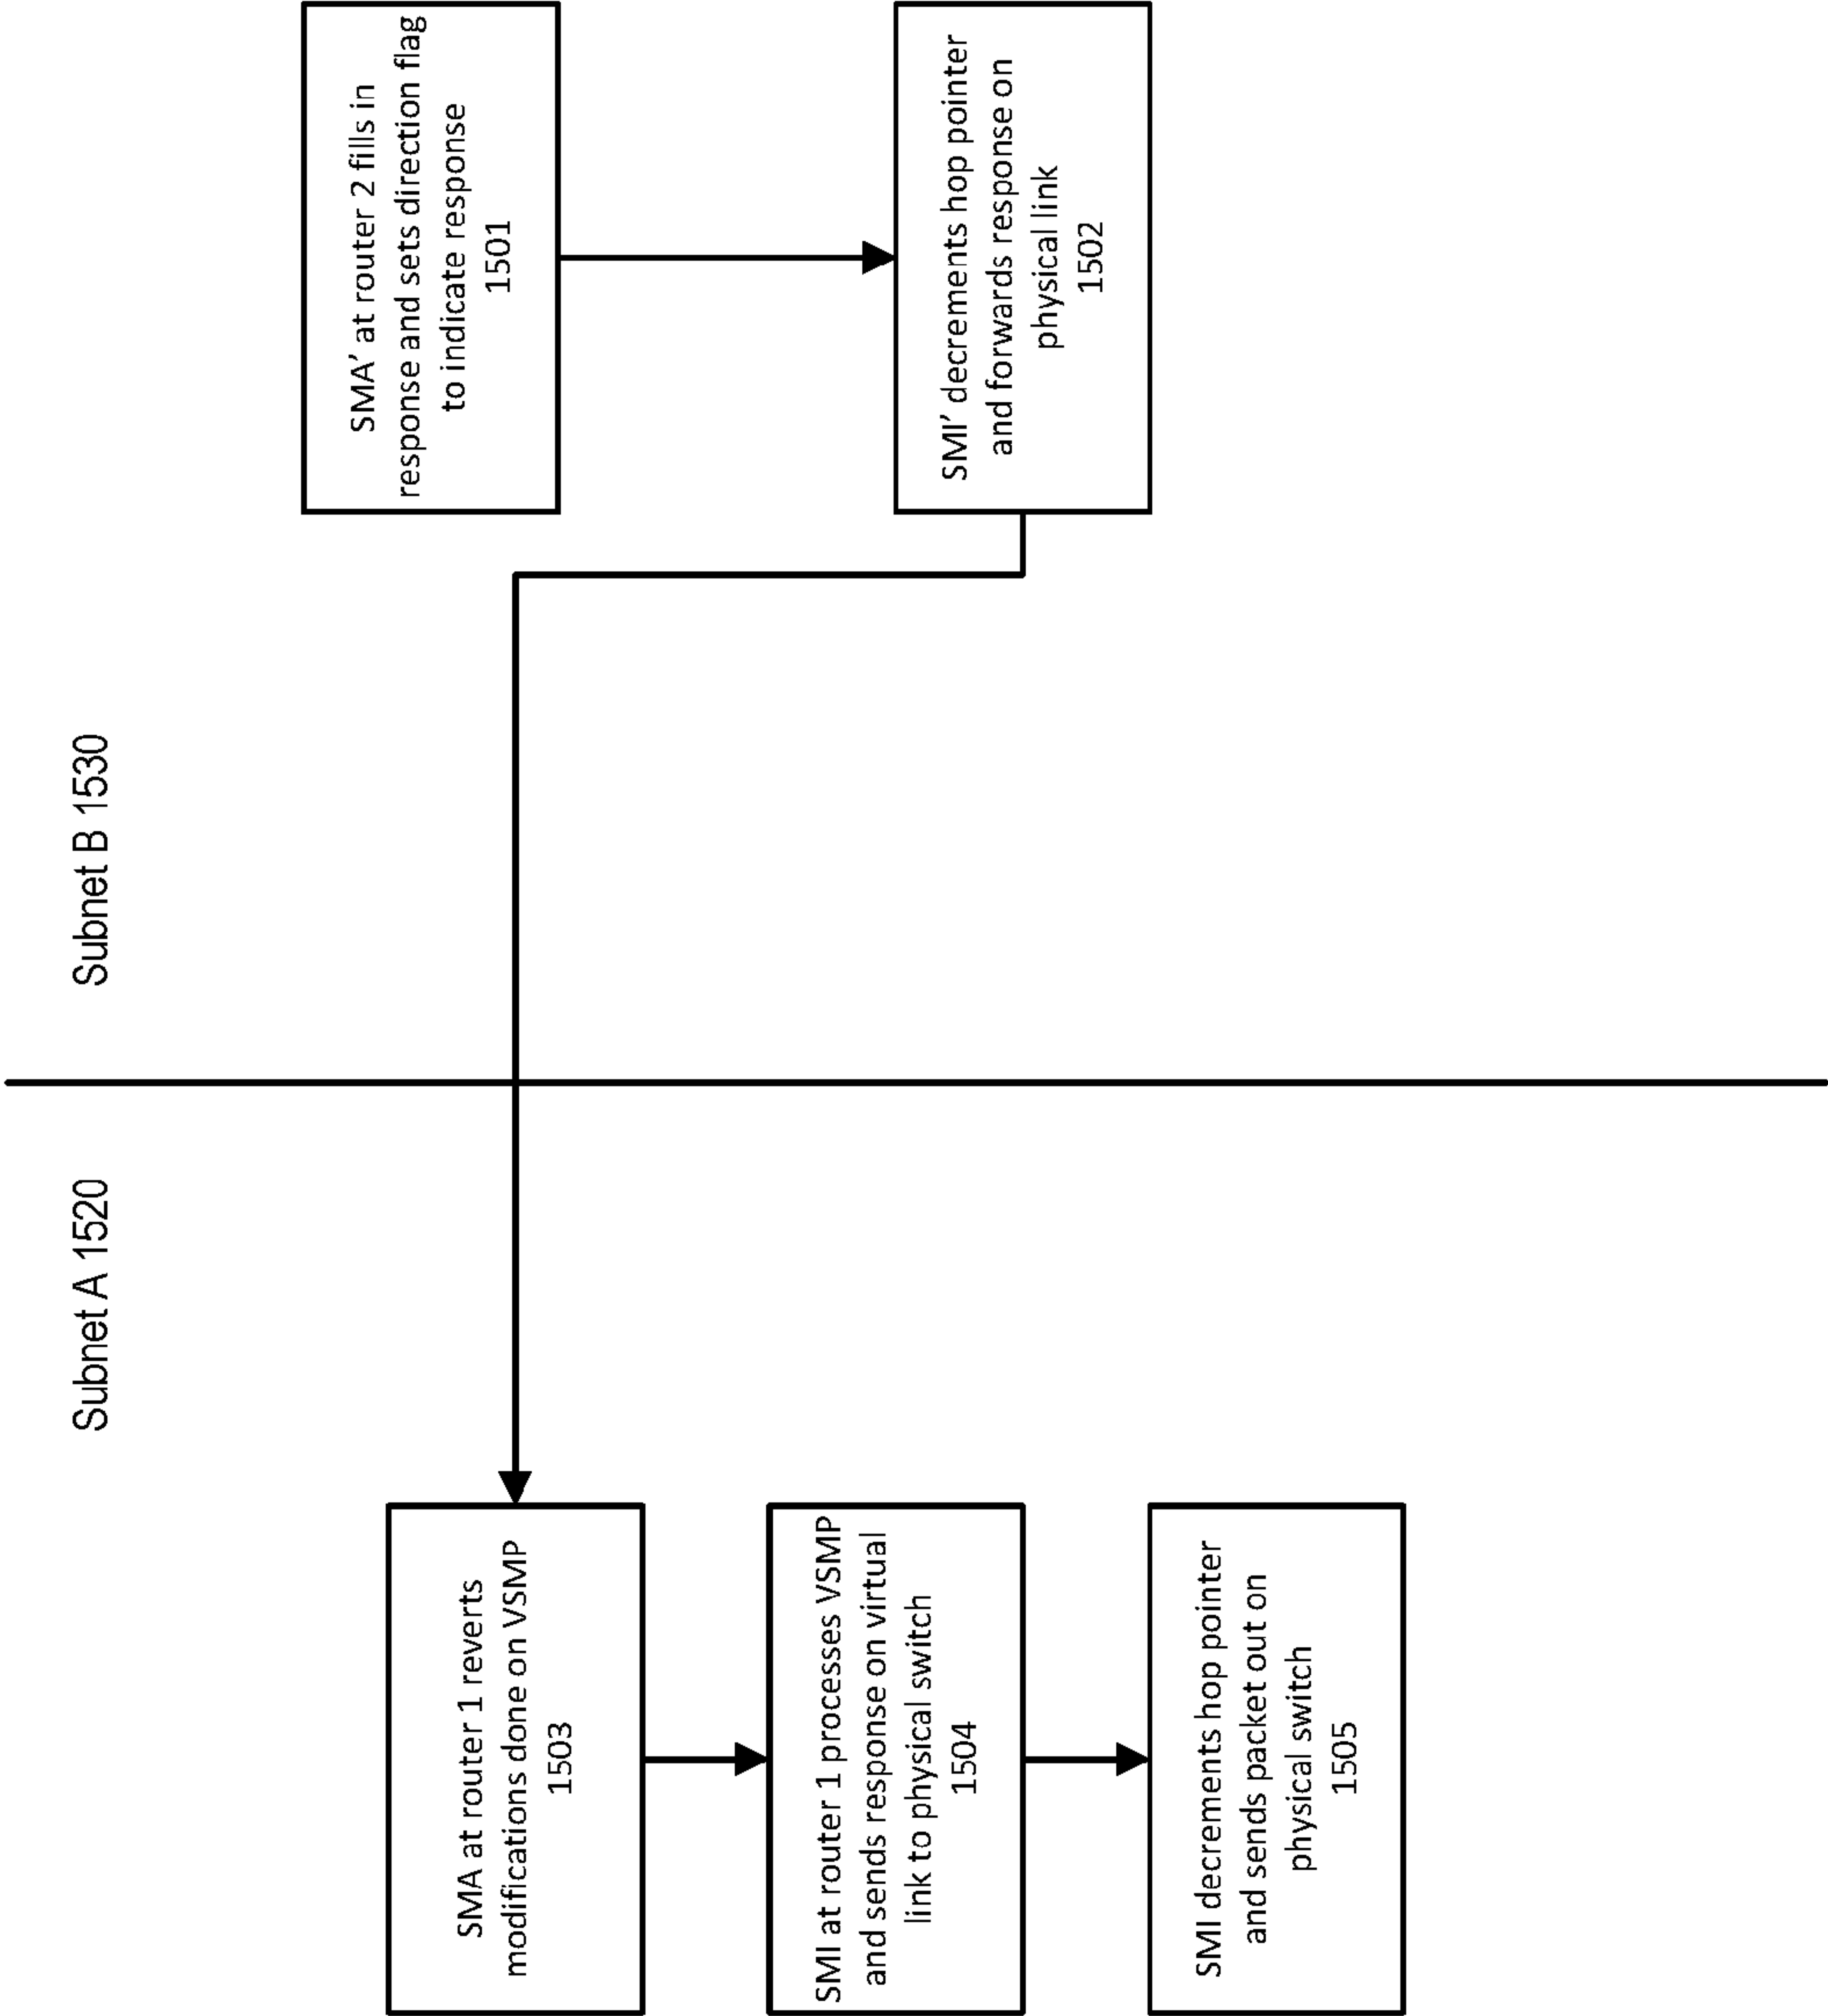 Subnet A 1520
Subnet B 1530
SMA' at router 2 fills in
response and sets direction flag
to indicate response
1501
SMI' decrements hop pointer
and forwards response on
physical link
1502
SMA at router 1 reverts
modifications done on VSMP
1503
SMI at router 1 processes VSMP
and sends response on virtual
link to physical switch
1504
SMI decrements hop pointer
and sends packet out on
physical switch
1505